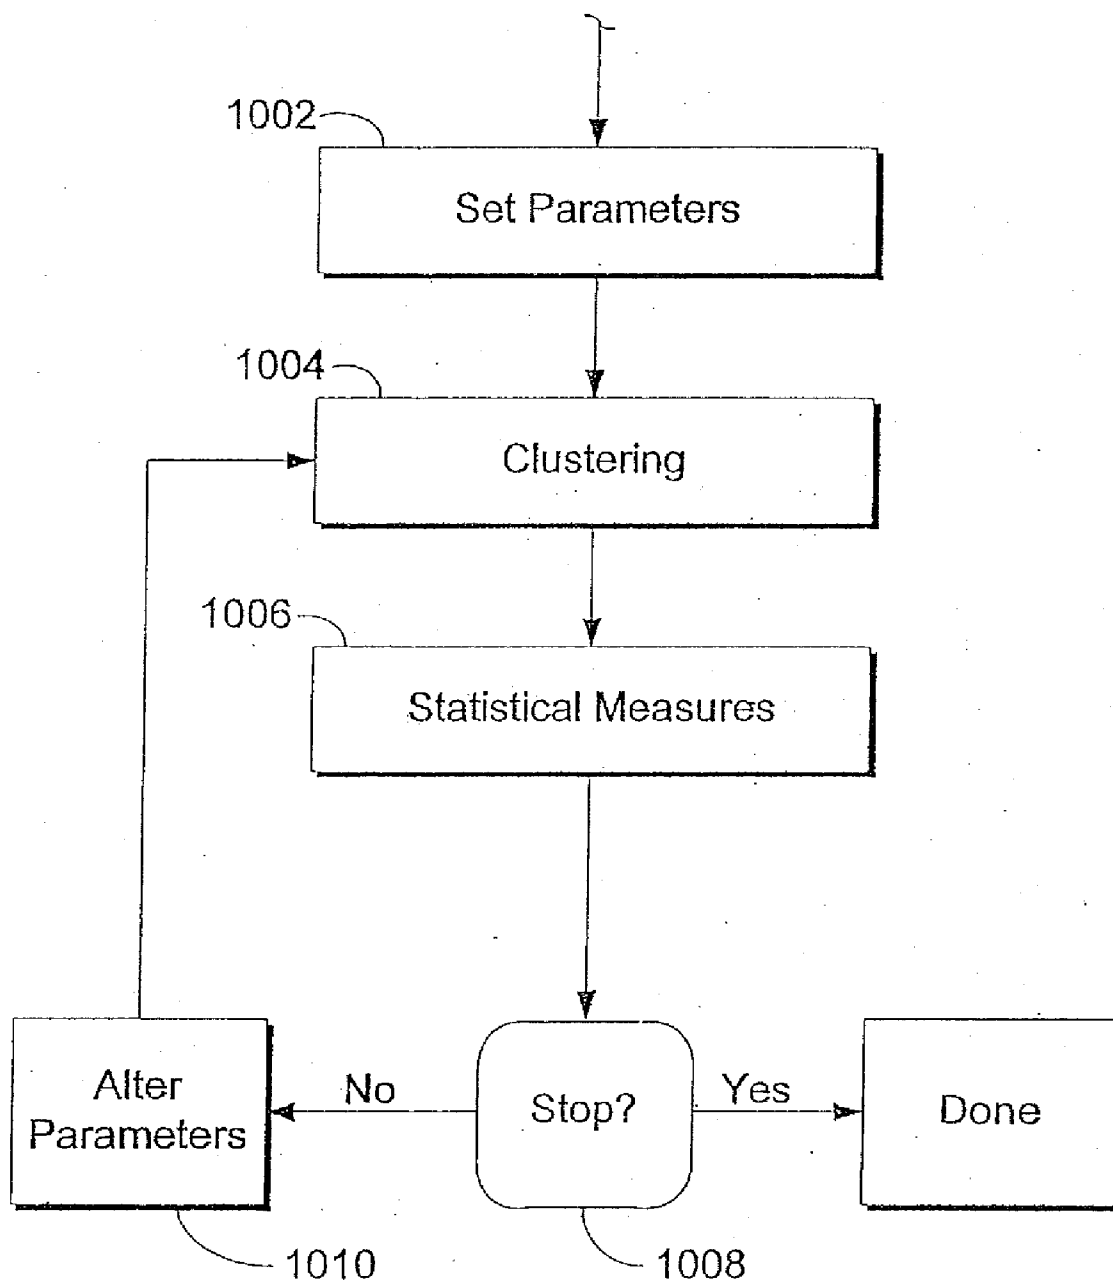 1002
Set Parameters
1004
Clustering
1006
Statistical Measures
Alter
Parameters
No
Stop?
Yes
Done
1010
1008